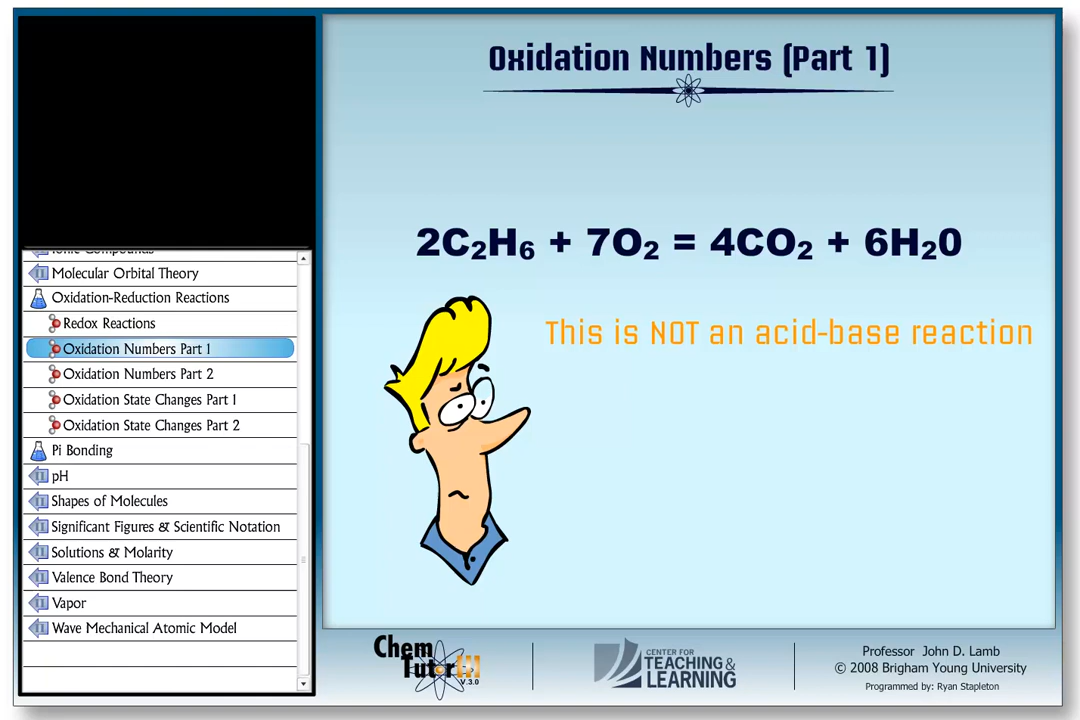 Oxidation Numbers (Part 1)
2C₂H₆ + 7O₂ = 4CO₂ + 6H₂0
This is NOT an acid-base reaction
Ionic Compounds
Molecular Orbital Theory
Oxidation-Reduction Reactions
Redox Reactions
Oxidation Numbers Part 1
Oxidation Numbers Part 2
Oxidation State Changes Part 1
Oxidation State Changes Part 2
Pi Bonding
pH
Shapes of Molecules
Significant Figures & Scientific Notation
Solutions & Molarity
Valence Bond Theory
Vapor
Wave Mechanical Atomic Model
Chem
Tutor III
V.3.0
CENTER FOR
TEACHING &
LEARNING
Professor John D. Lamb
© 2008 Brigham Young University
Programmed by: Ryan Stapleton